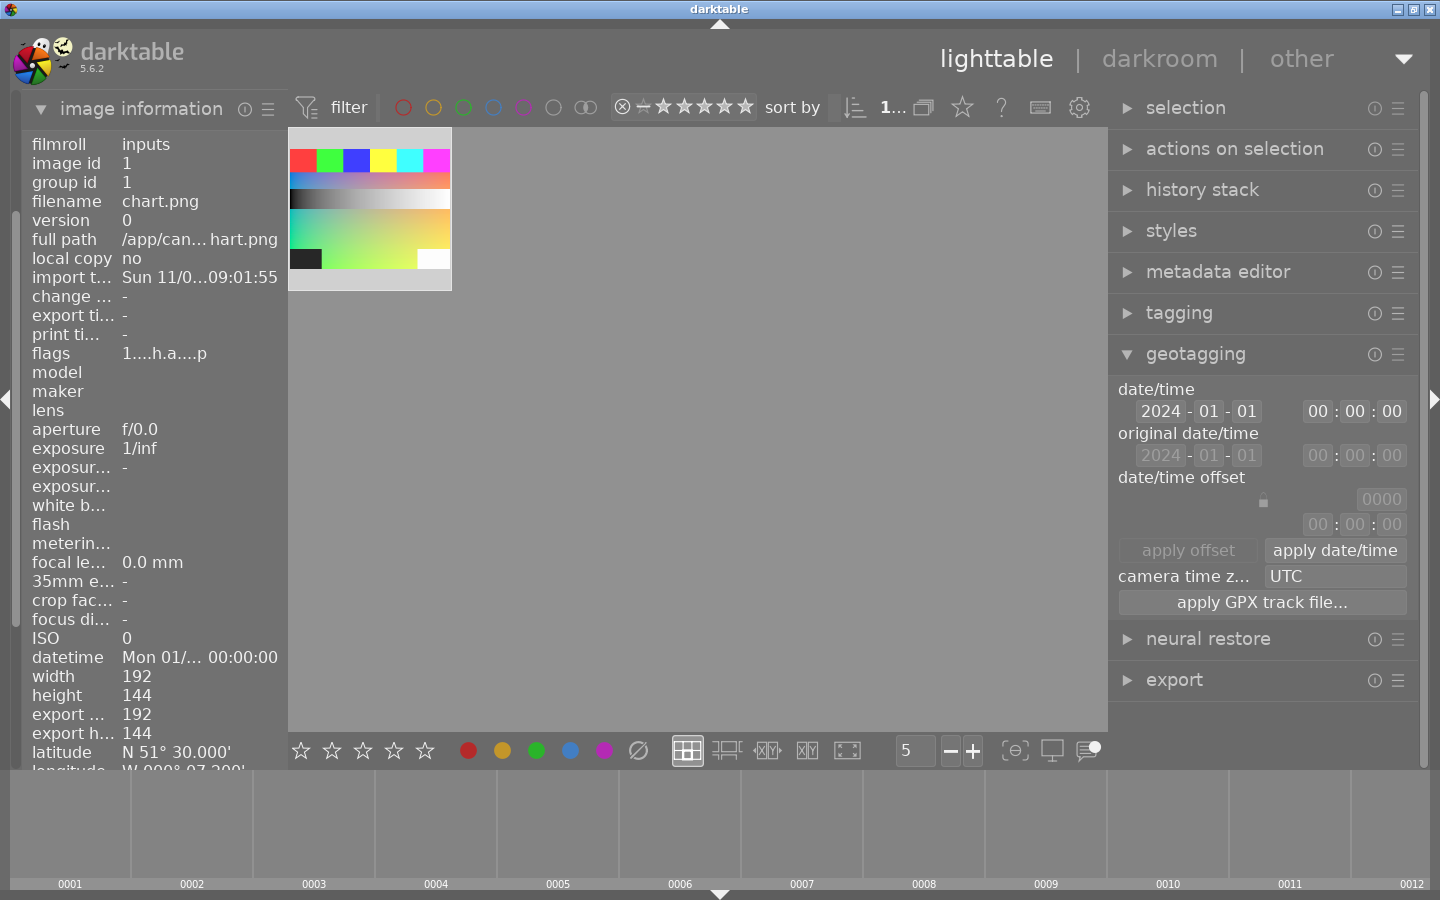 darktable
darktable
5.6.2
lighttable | darkroom | other
image information
filter
sort by
1...
filmroll inputs
image id 1
group id 1
filename chart.png
version 0
full path /app/can... hart.png
local copy no
import t... Sun 11/0...09:01:55
change ... -
export ti... -
print ti... -
flags 1....h.a....p
model
maker
lens
aperture f/0.0
exposure 1/inf
exposur... -
exposur...
white b...
flash
meterin...
focal le... 0.0 mm
35mm e... -
crop fac... -
focus di... -
ISO 0
datetime Mon 01/... 00:00:00
width 192
height 144
export ... 192
export h... 144
latitude N 51° 30.000'
longitude W 000° 07.200'
selection
actions on selection
history stack
styles
metadata editor
tagging
geotagging
date/time
2024 - 01 - 01 00 : 00 : 00
original date/time
2024 - 01 - 01 00 : 00 : 00
date/time offset
0000
00 : 00 : 00
apply offset apply date/time
camera time z... UTC
apply GPX track file...
neural restore
export
5
0001 0002 0003 0004 0005 0006 0007 0008 0009 0010 0011 0012